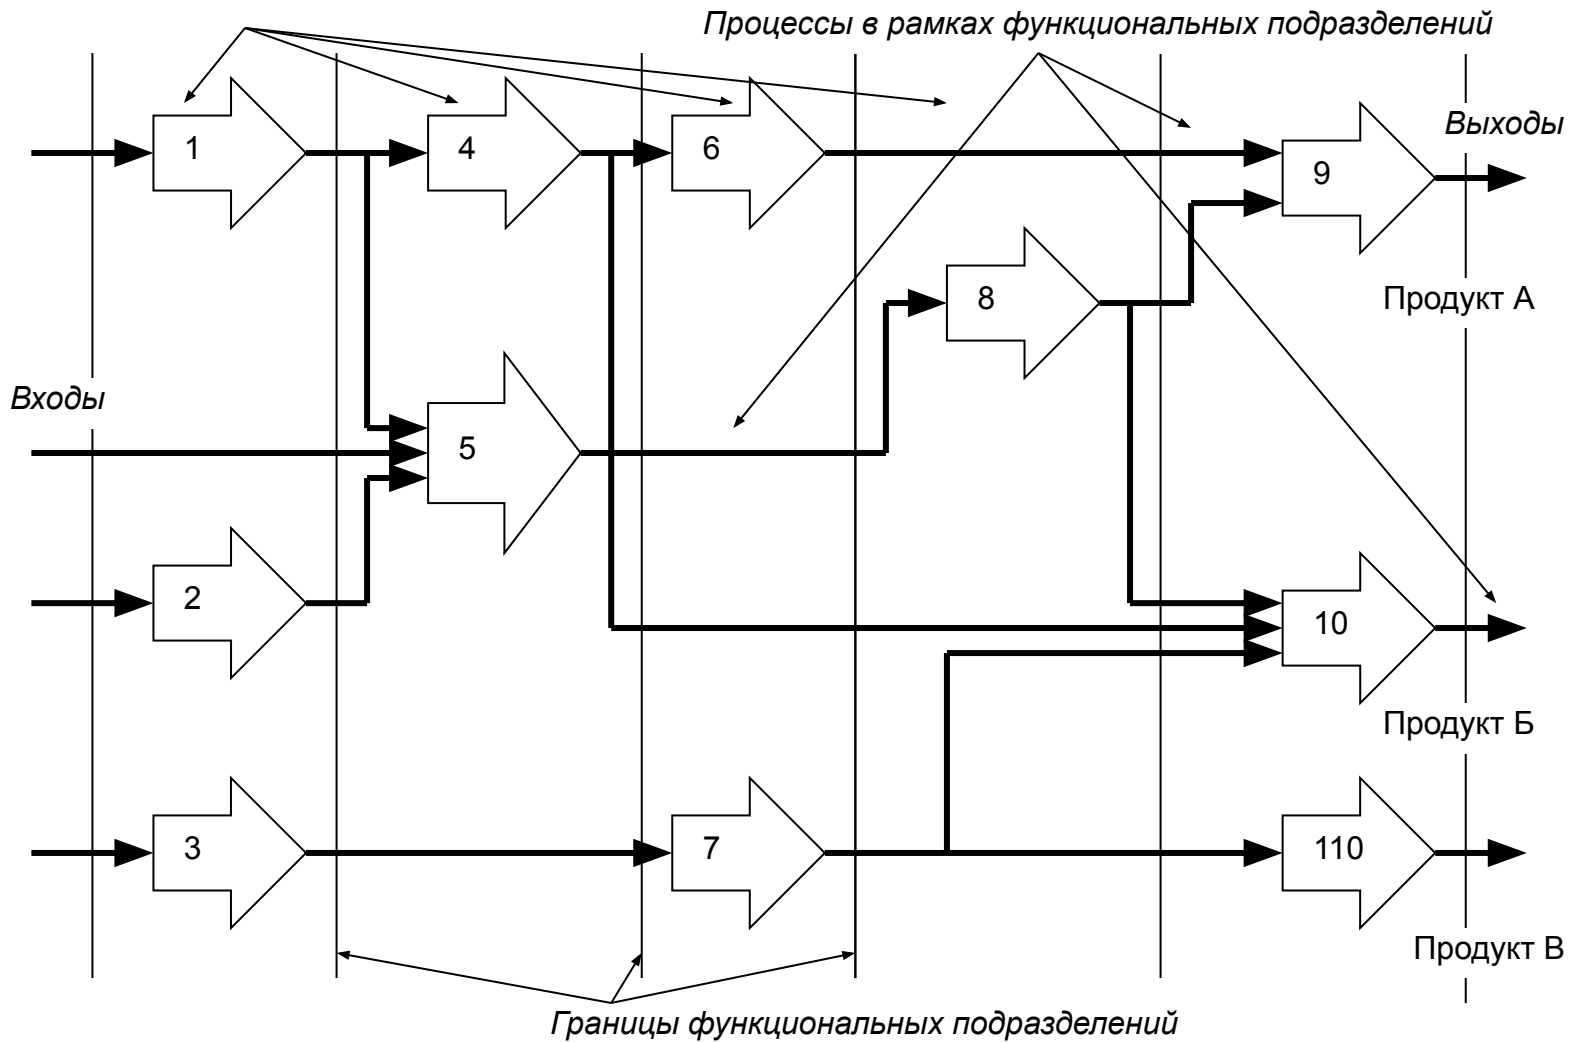 Процессы в рамках функциональных подразделений
Выходы
1
4
6
9
8
Продукт А
Входы
5
2
10
Продукт Б
3
7
110
Продукт В
Границы функциональных подразделений